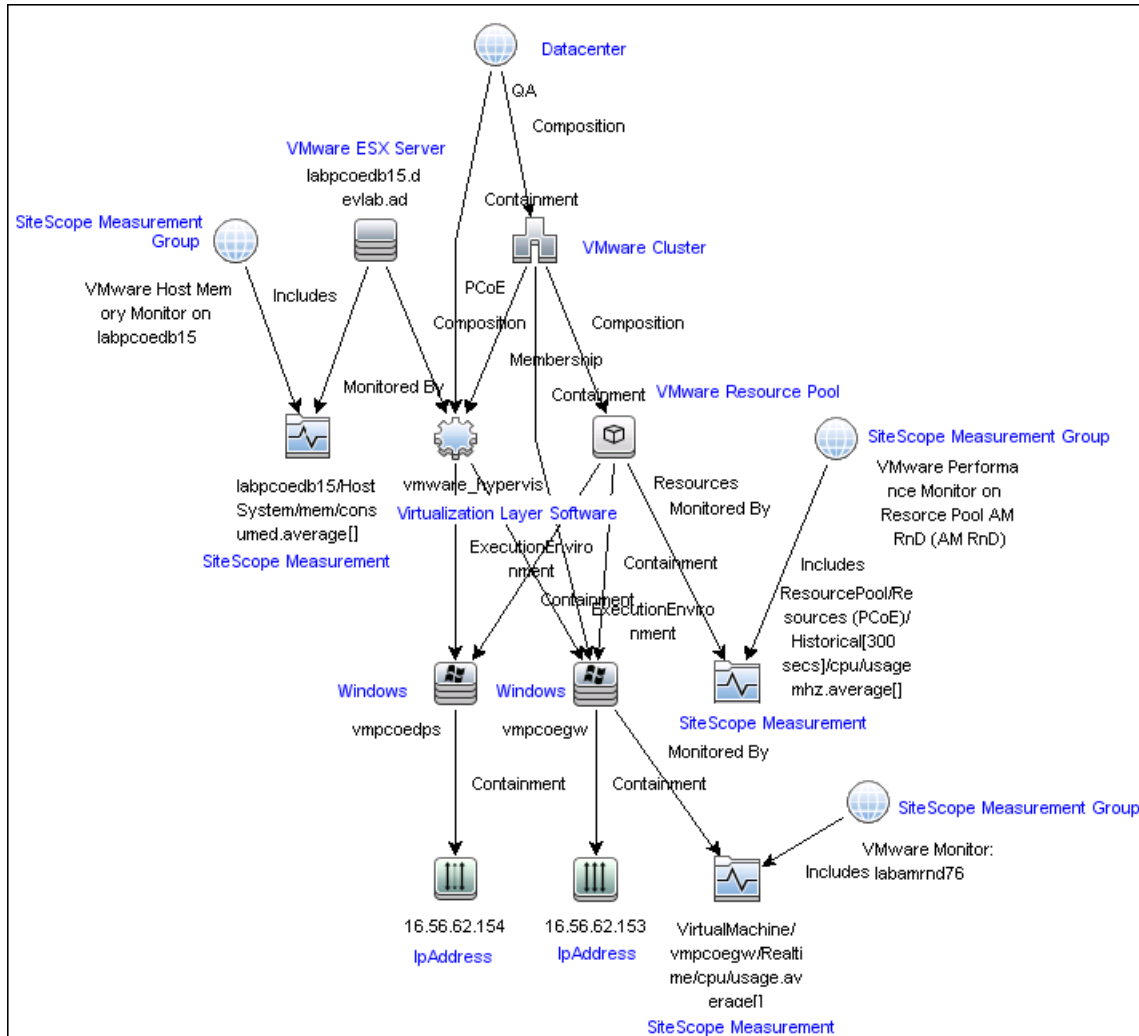 Datacenter
QA
Composition
VMware ESX Server
labpcoedb15.d
evlab.ad
Containment
SiteScope Measurement
Group
VMware Cluster
VMware Host Mem
ory Monitor on
labpcoedb15
Includes
PCoE
Composition
Composition
Membership
Monitored By
Containment
VMware Resource Pool
SiteScope Measurement Group
VMware Performa
nce Monitor on
Resorce Pool AM
RnD (AM RnD)
labpcoedb15/Host
System/mem/cons
umed.average[]
SiteScope Measurement
vmware_hypervis
Virtualization Layer Software
Resources
Monitored By
ExecutionEnviro
nment
Containment
Containment
ExecutionEnviro
nment
Includes
ResourcePool/Re
sources (PCoE)/
Historical[300
secs]/cpu/usage
mhz.average[]
SiteScope Measurement
Windows
vmpcoedps
Windows
vmpcoegw
Monitored By
Containment
Containment
SiteScope Measurement Group
VMware Monitor:
labamrnd76
Includes
16.56.62.154
IpAddress
16.56.62.153
IpAddress
VirtualMachine/
vmpcoegw/Realti
me/cpu/usage.av
erage[]
SiteScope Measurement